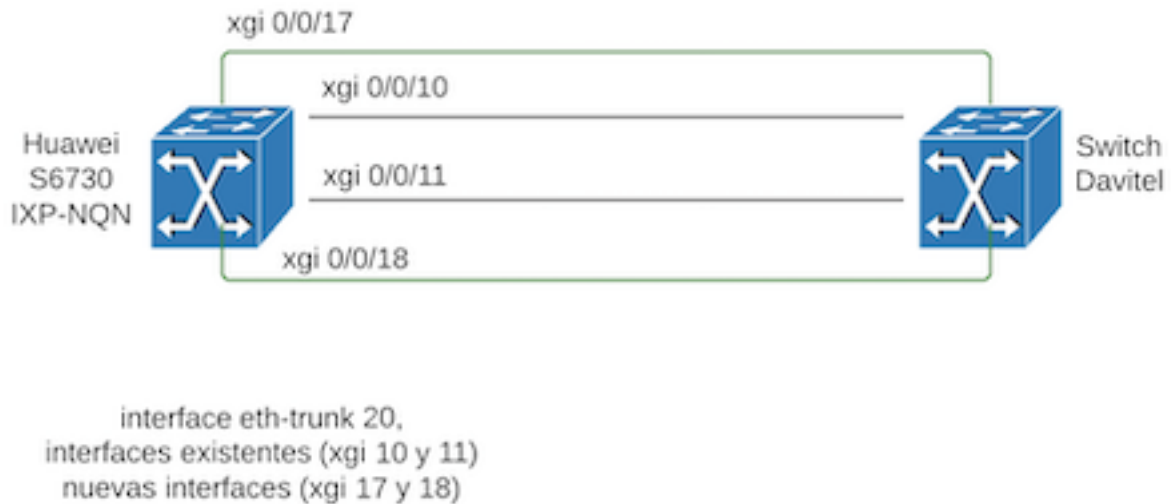 xgi 0/0/17
xgi 0/0/10
Huawei
S6730
IXP-NQN
xgi 0/0/11
Switch
Davitel
xgi 0/0/18
interface eth-trunk 20,
interfaces existentes (xgi 10 y 11)
nuevas interfaces (xgi 17 y 18)